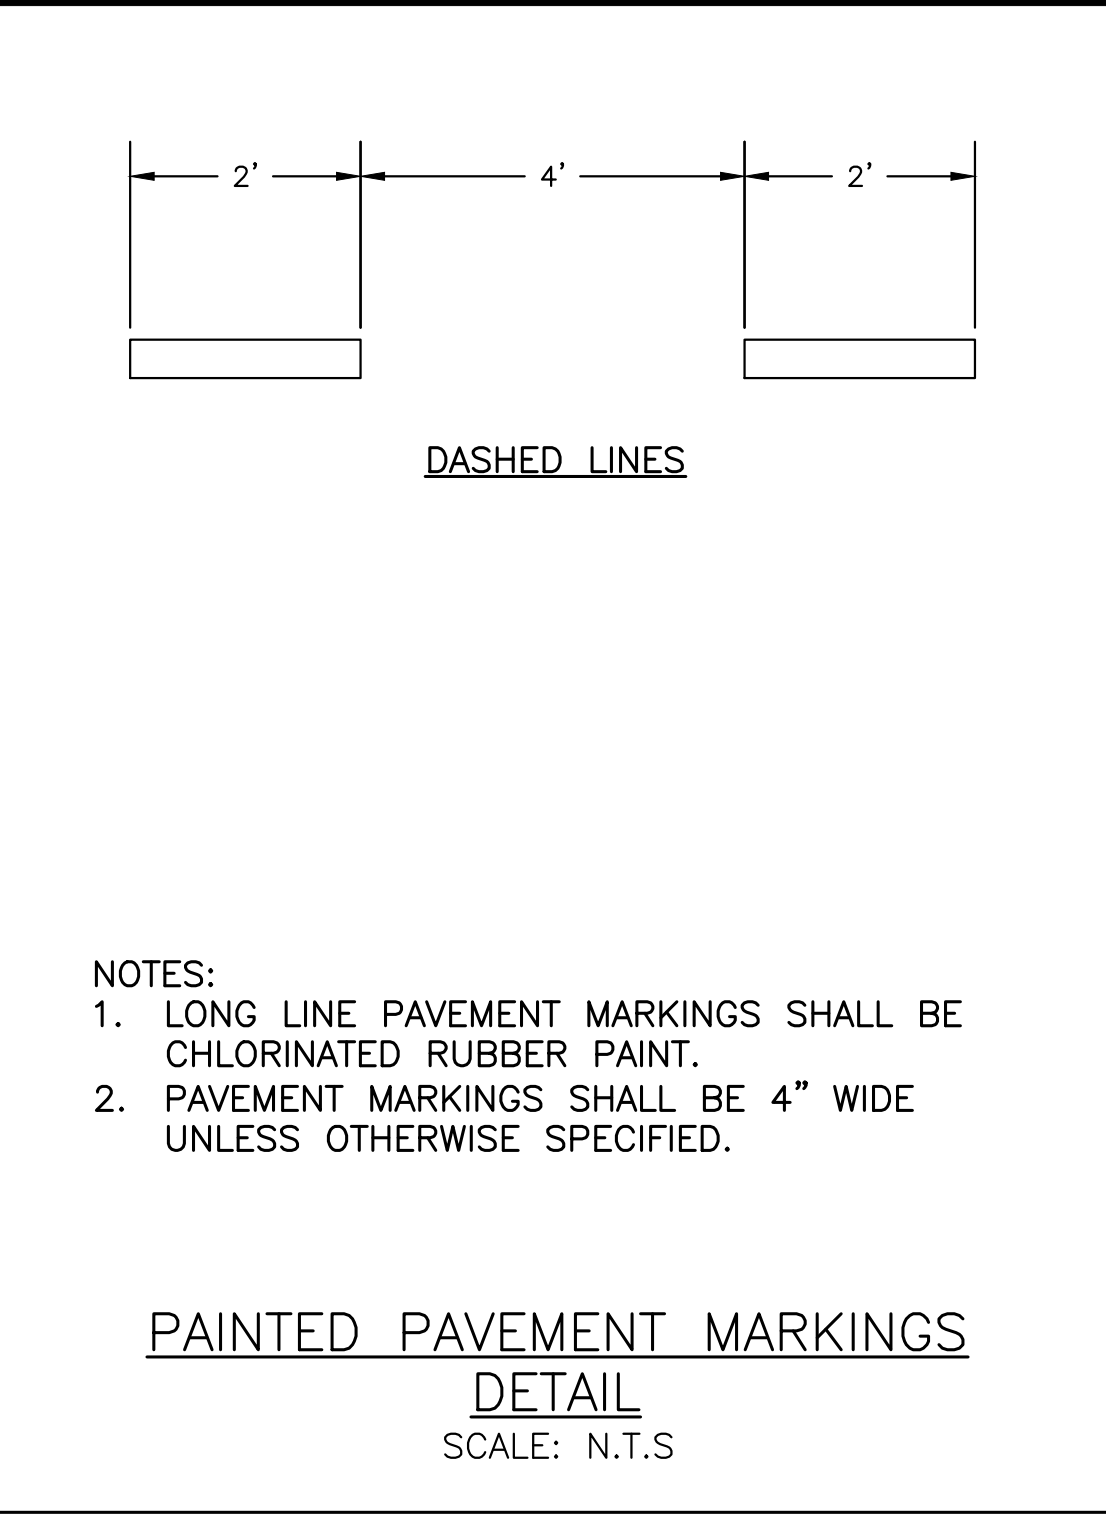 2' 4' 2'
DASHED LINES
NOTES:
1. LONG LINE PAVEMENT MARKINGS SHALL BE
CHLORINATED RUBBER PAINT.
2. PAVEMENT MARKINGS SHALL BE 4” WIDE
UNLESS OTHERWISE SPECIFIED.
PAINTED PAVEMENT MARKINGS
DETAIL
SCALE: N.T.S